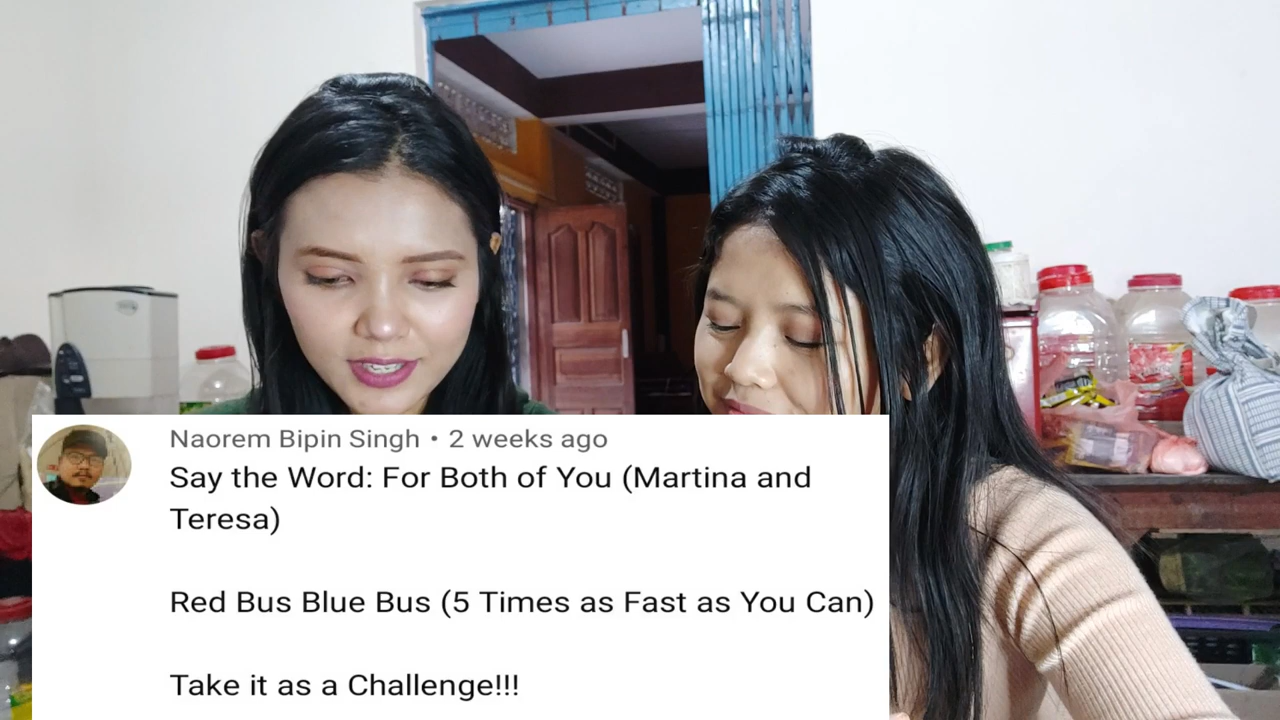 Naorem Bipin Singh • 2 weeks ago
Say the Word: For Both of You (Martina and
Teresa)
Red Bus Blue Bus (5 Times as Fast as You Can)
Take it as a Challenge!!!